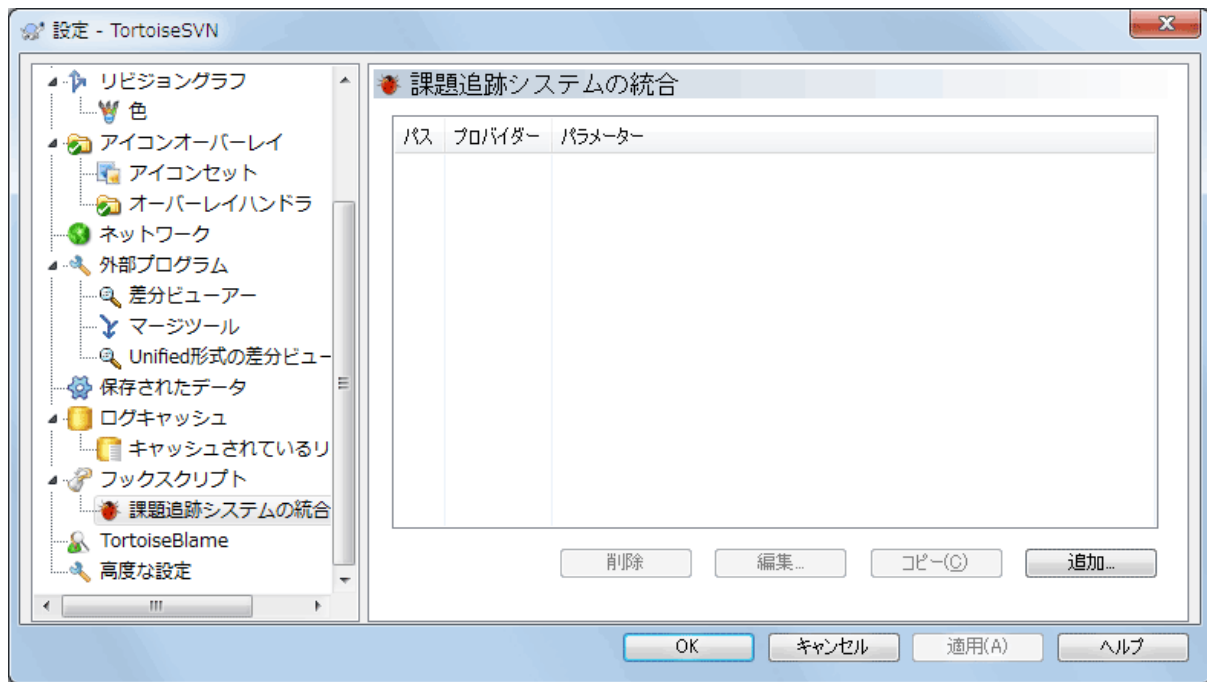 設定 - TortoiseSVN
リビジョングラフ
色
アイコンオーバーレイ
アイコンセット
オーバーレイハンドラ
ネットワーク
外部プログラム
差分ビューアー
マージツール
Unified形式の差分ビュー
保存されたデータ
ログキャッシュ
キャッシュされているリ
フックスクリプト
課題追跡システムの統合
TortoiseBlame
高度な設定
課題追跡システムの統合
パス プロバイダー パラメーター
削除 編集... コピー(C) 追加...
OK キャンセル 適用(A) ヘルプ